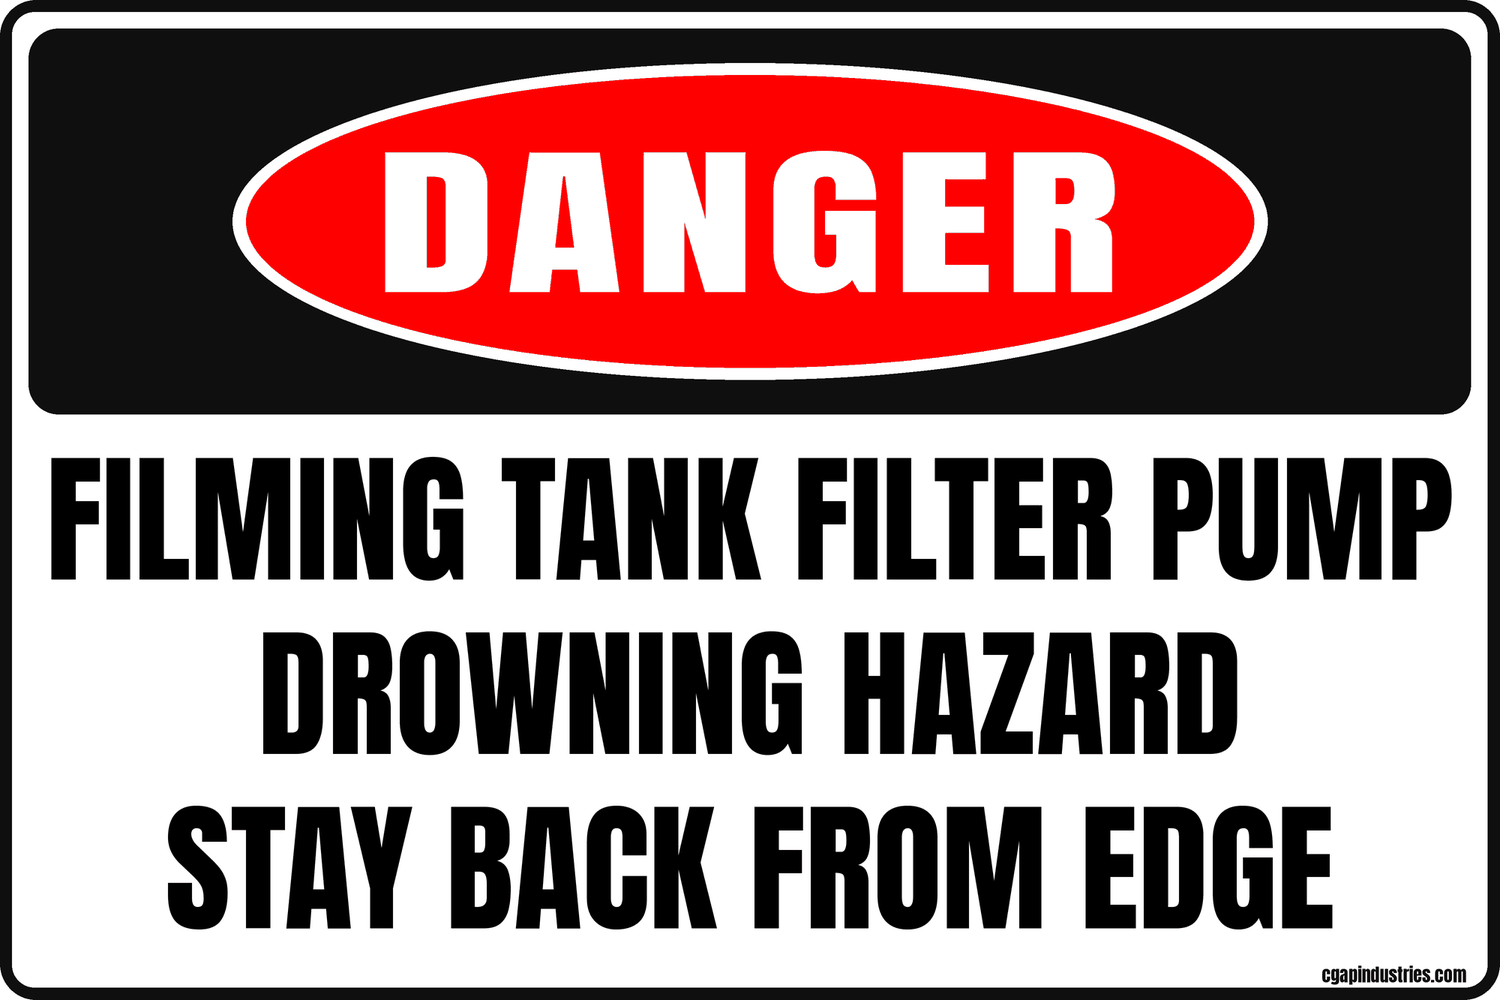 DANGER
FILMING TANK FILTER PUMP
DROWNING HAZARD
STAY BACK FROM EDGE
cgapindustries.com